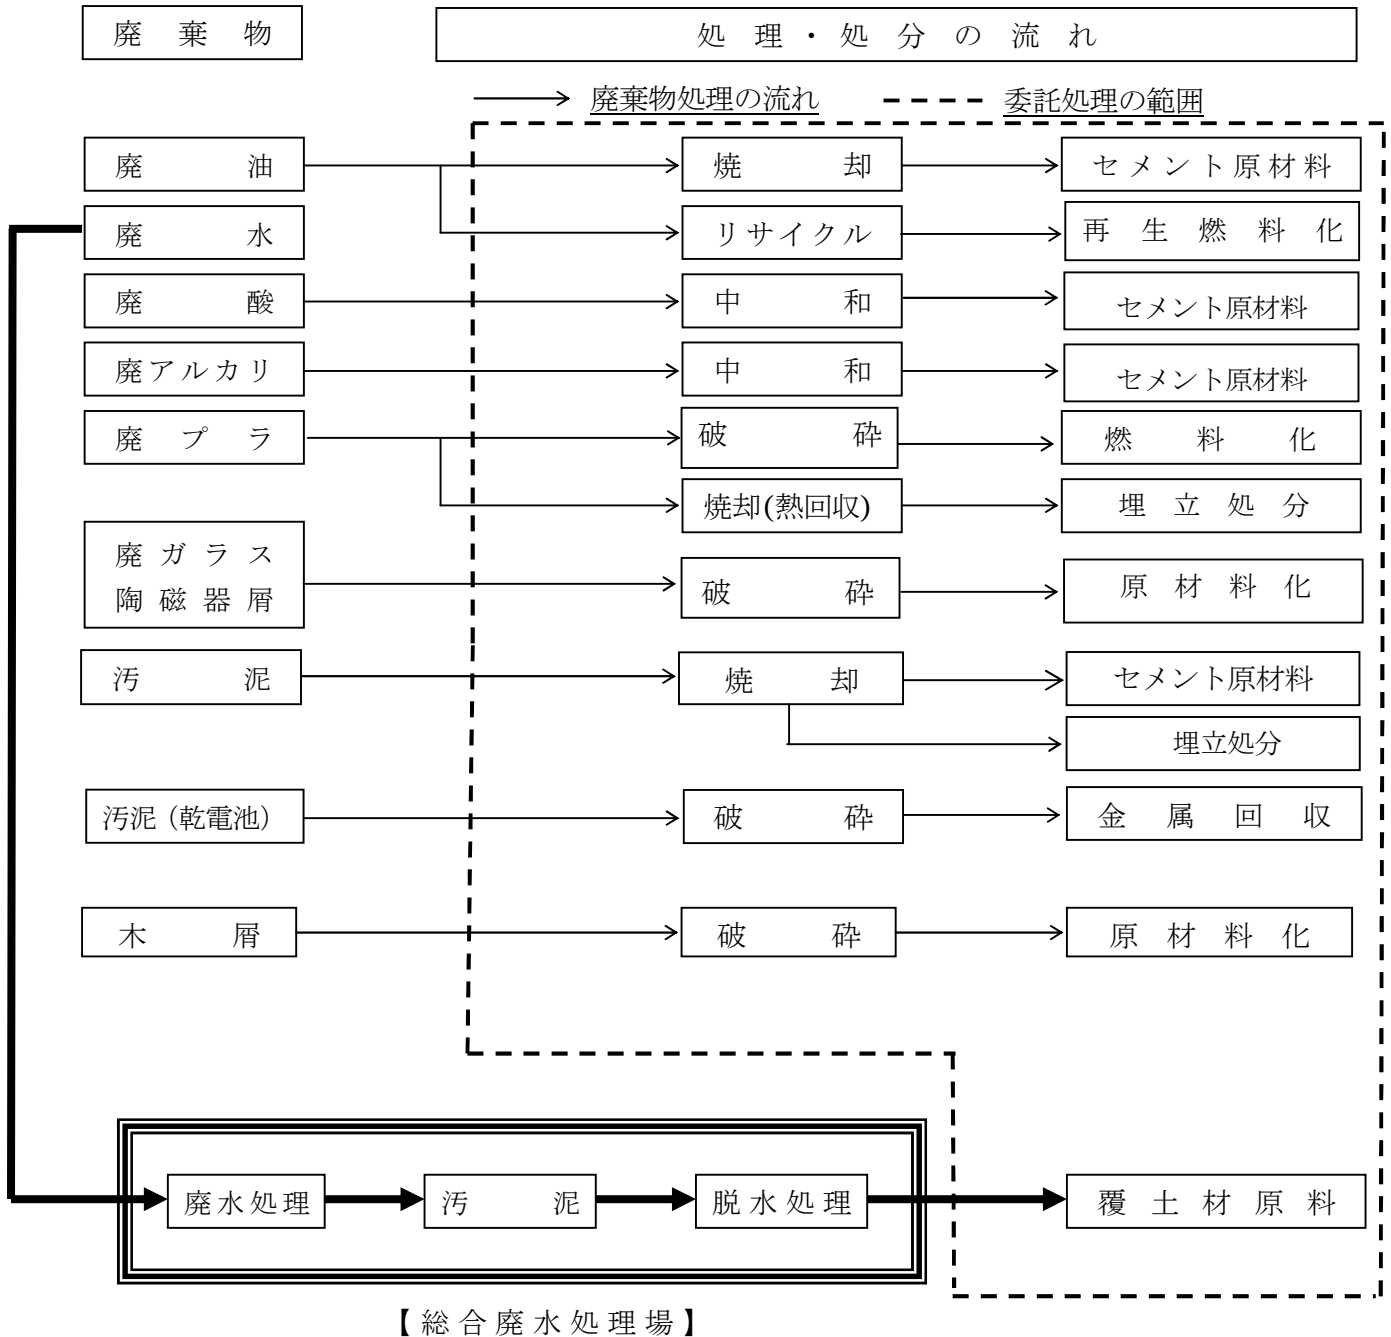 廃棄物
処理・処分の流れ
廃棄物処理の流れ
委託処理の範囲
廃油
焼却
セメント原材料
廃水
リサイクル
再生燃料化
廃酸
中和
セメント原材料
廃アルカリ
中和
セメント原材料
廃プラ
破砕
燃料化
焼却(熱回収)
埋立処分
廃ガラス
陶磁器屑
破砕
原材料化
汚泥
焼却
セメント原材料
埋立処分
汚泥（乾電池）
破砕
金属回収
木屑
破砕
原材料化
廃水処理
汚泥
脱水処理
覆土材原料
【総合廃水処理場】